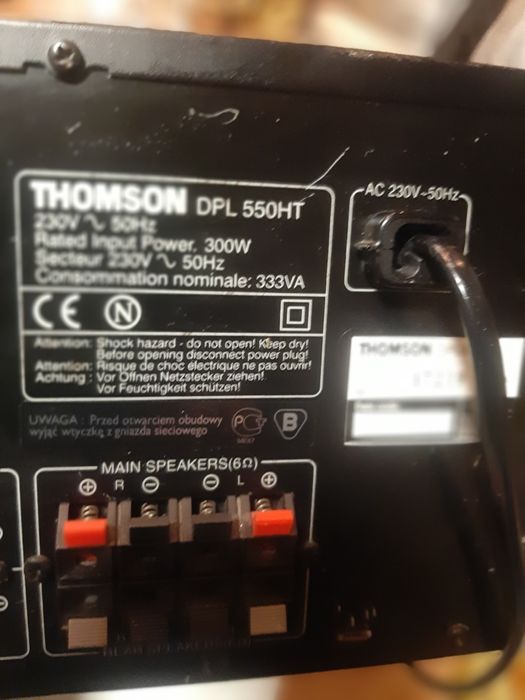 THOMSON DPL 550HT
230V ∿ 50Hz
Rated Input Power. 300W
Secteur 230V ∿ 50Hz
Consommation nominale: 333VA
AC 230V~50Hz
CE N
Attention: Shock hazard - do not open! Keep dry!
Before opening disconnect power plug!
Attention: Risque de choc électrique ne pas ouvrir!
Achtung : Vor Öffnen Netzstecker ziehen!
Vor Feuchtigkeit schützen!
THOMSON
UWAGA : Przed otwarciem obudowy
wyjąć wtyczkę z gniazda sieciowego
B
MAIN SPEAKERS(6Ω)
+ R - - L +
REAR SPEAKERS